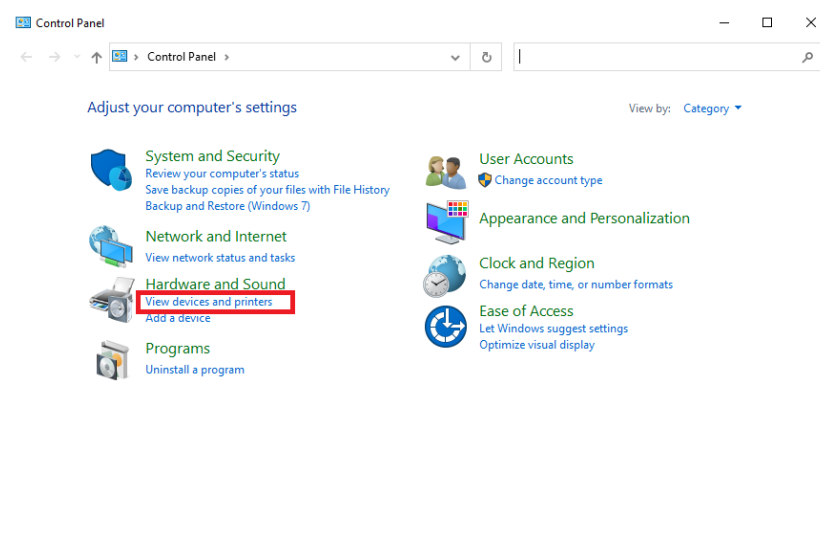 Control Panel
Control Panel
Adjust your computer's settings
View by: Category
System and Security
Review your computer's status
Save backup copies of your files with File History
Backup and Restore (Windows 7)
Network and Internet
View network status and tasks
Hardware and Sound
View devices and printers
Add a device
Programs
Uninstall a program
User Accounts
Change account type
Appearance and Personalization
Clock and Region
Change date, time, or number formats
Ease of Access
Let Windows suggest settings
Optimize visual display